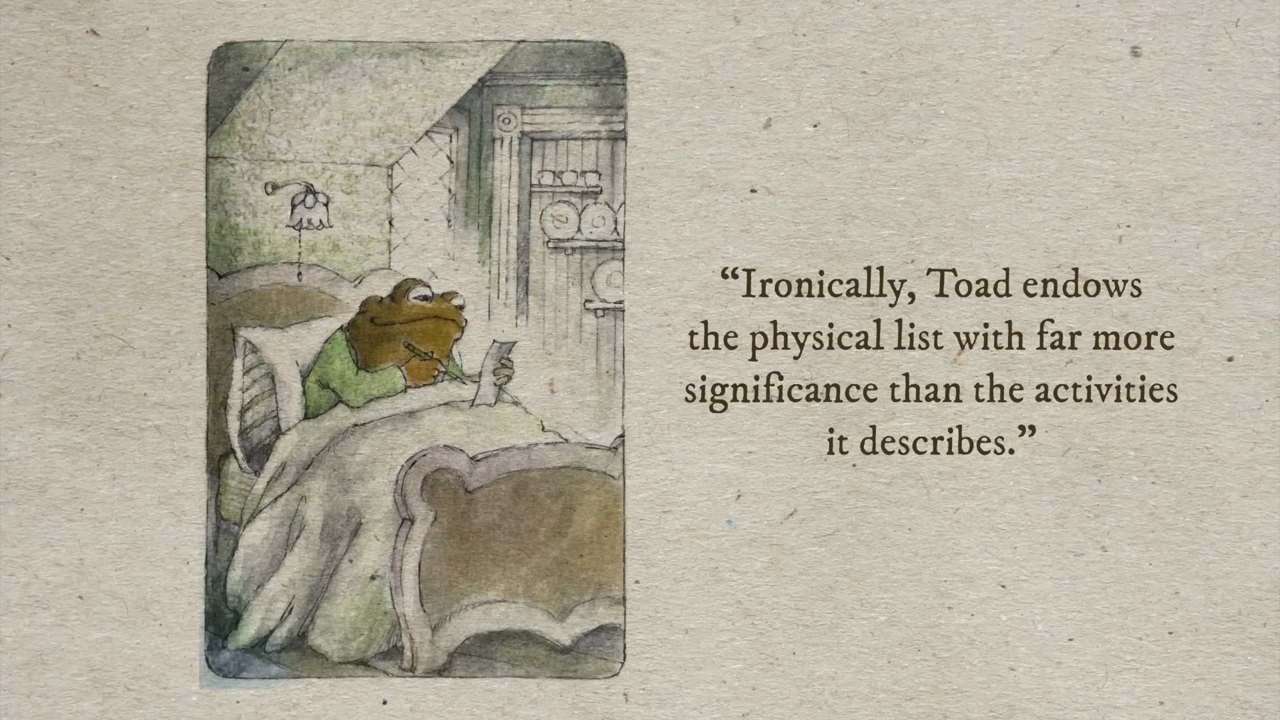 “Ironically, Toad endows
the physical list with far more
significance than the activities
it describes.”